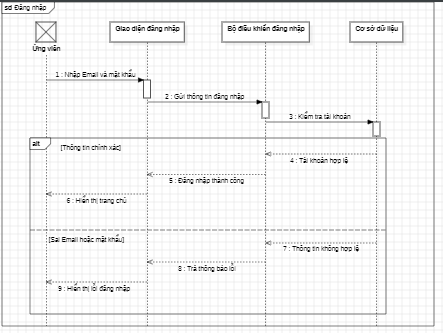 sd Đăng nhập
Ứng viên
Giao diện đăng nhập
Bộ điều khiển đăng nhập
Cơ sở dữ liệu
1 : Nhập Email và mật khẩu
2 : Gửi thông tin đăng nhập
3 : Kiểm tra tài khoản
alt
[Thông tin chính xác]
4 : Tài khoản hợp lệ
5 : Đăng nhập thành công
6 : Hiển thị trang chủ
[Sai Email hoặc mật khẩu]
7 : Thông tin không hợp lệ
8 : Trả thông báo lỗi
9 : Hiển thị lỗi đăng nhập